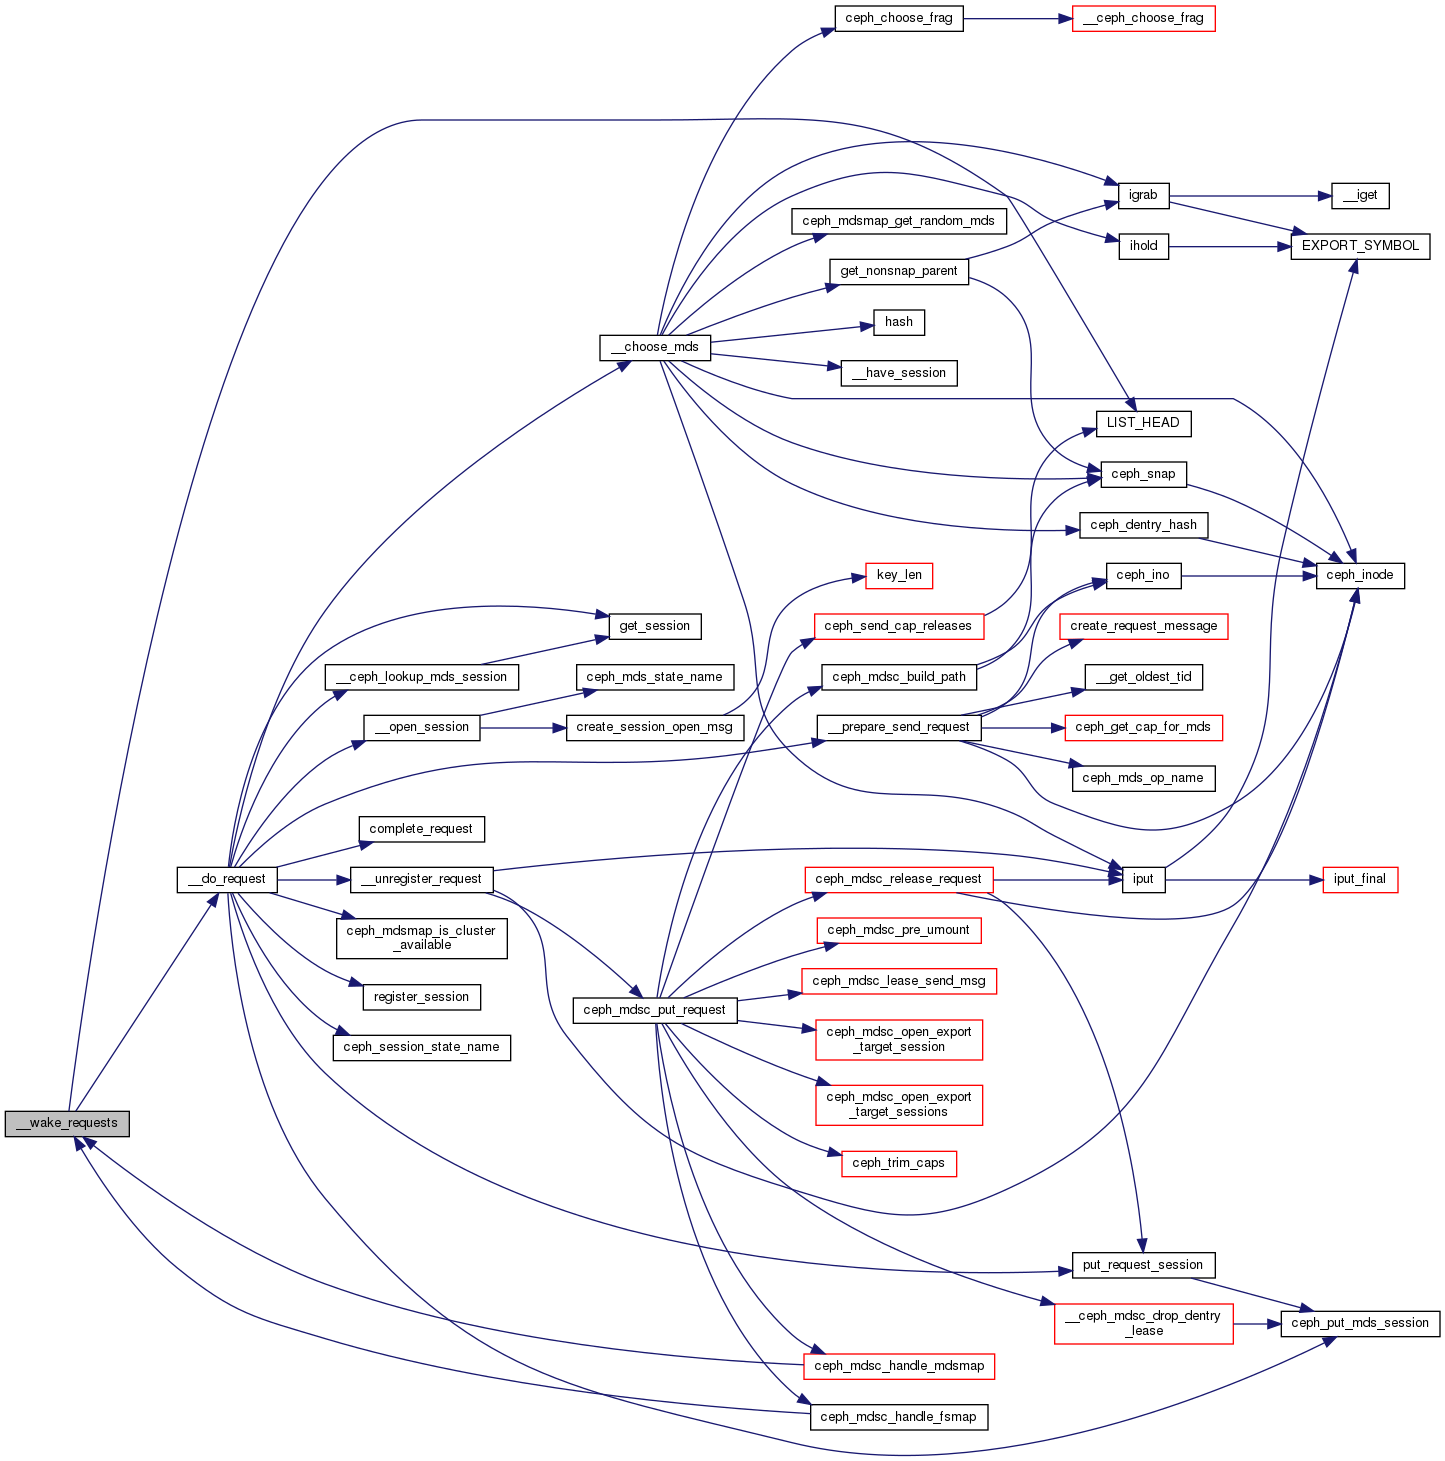 ceph_choose_frag
__ceph_choose_frag
igrab
__iget
ceph_mdsmap_get_random_mds
ihold
EXPORT_SYMBOL
get_nonsnap_parent
hash
__choose_mds
__have_session
LIST_HEAD
ceph_snap
ceph_dentry_hash
key_len
ceph_ino
ceph_inode
get_session
ceph_send_cap_releases
create_request_message
__ceph_lookup_mds_session
ceph_mds_state_name
ceph_mdsc_build_path
__get_oldest_tid
__open_session
create_session_open_msg
__prepare_send_request
ceph_get_cap_for_mds
ceph_mds_op_name
complete_request
__do_request
__unregister_request
ceph_mdsc_release_request
iput
iput_final
ceph_mdsmap_is_cluster
_available
ceph_mdsc_pre_umount
ceph_mdsc_lease_send_msg
register_session
ceph_mdsc_put_request
ceph_mdsc_open_export
_target_session
ceph_session_state_name
ceph_mdsc_open_export
_target_sessions
__wake_requests
ceph_trim_caps
put_request_session
__ceph_mdsc_drop_dentry
_lease
ceph_put_mds_session
ceph_mdsc_handle_mdsmap
ceph_mdsc_handle_fsmap